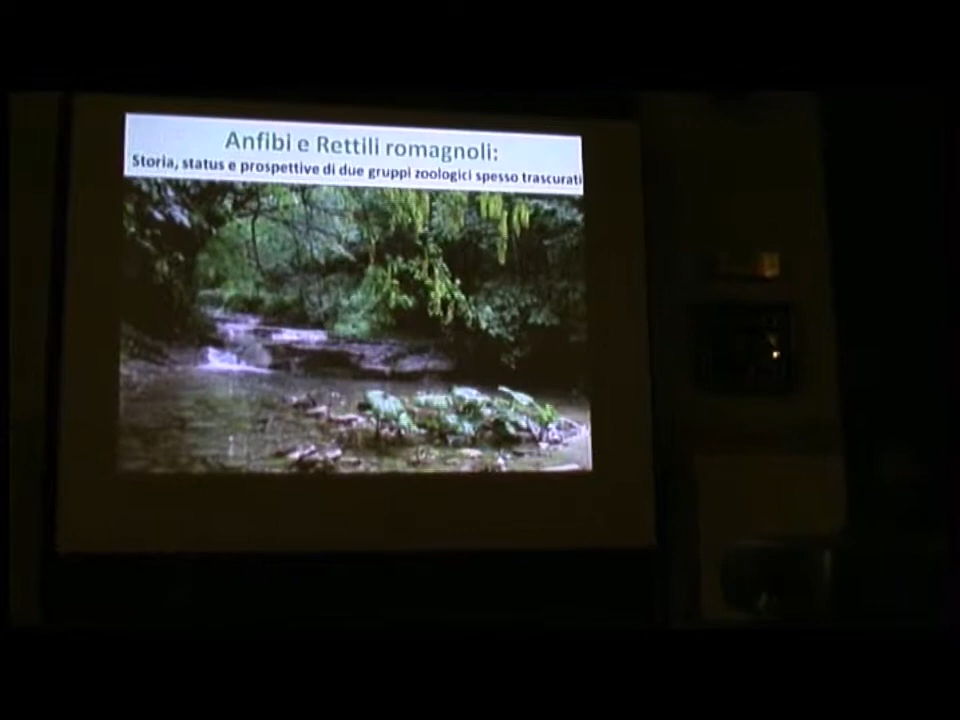 Anfibi e Rettili romagnoli:
Storia, status e prospettive di due gruppi zoologici spesso trascurati